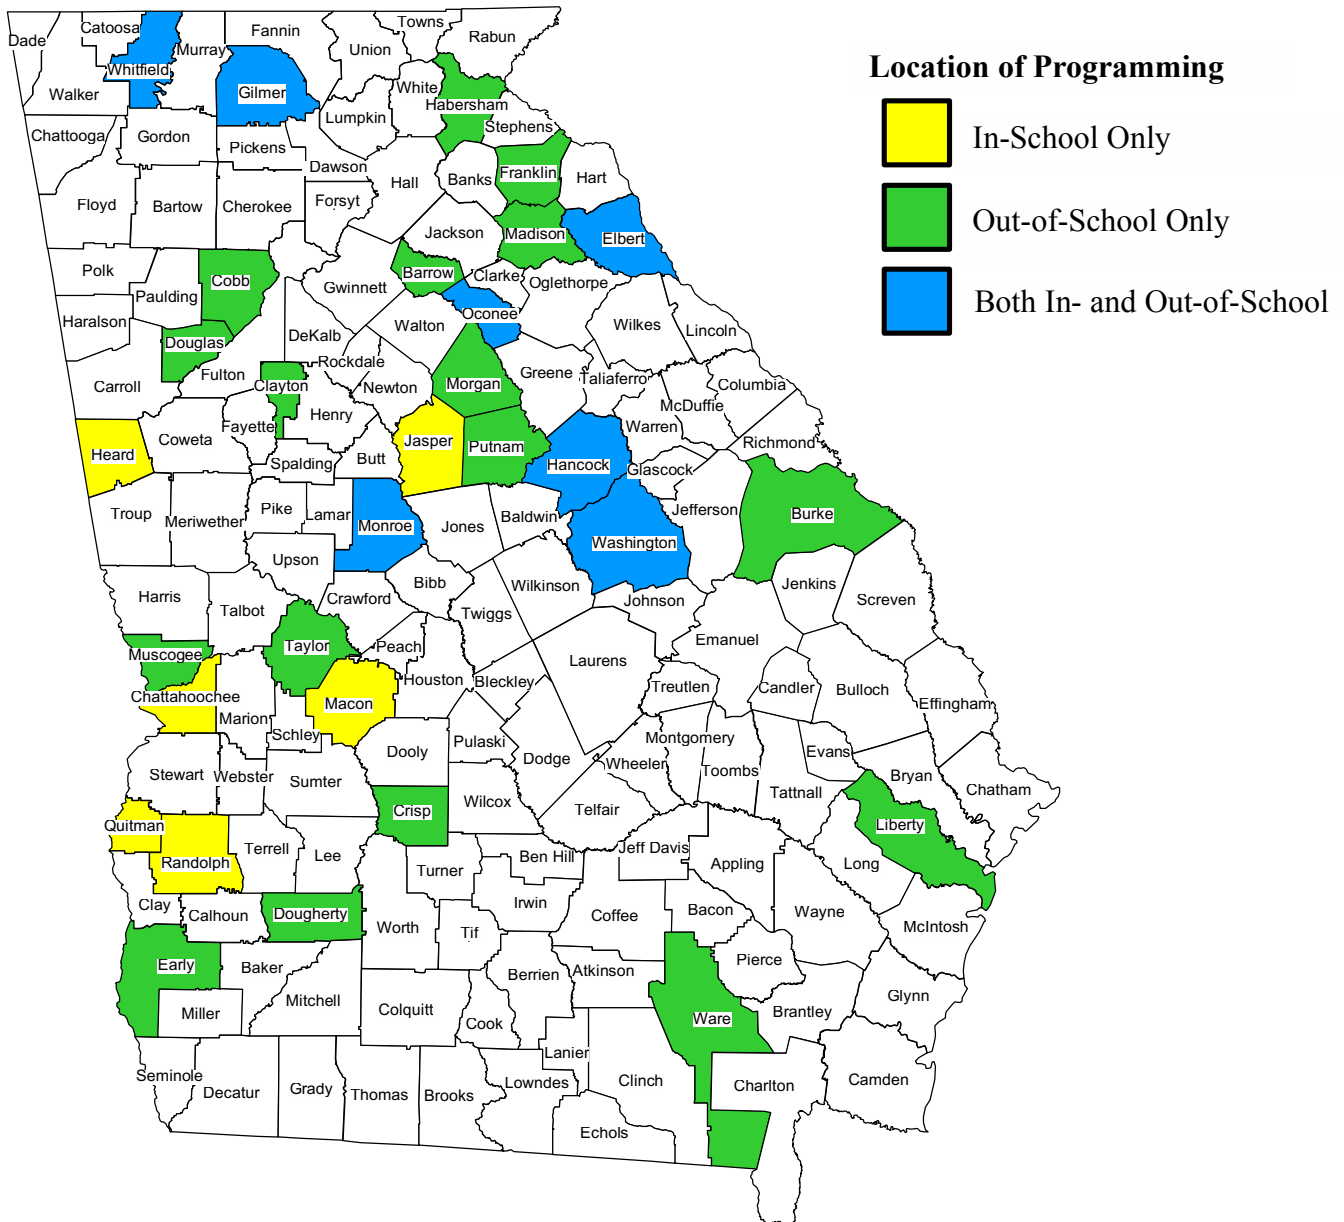 Location of Programming
In-School Only
Out-of-School Only
Both In- and Out-of-School
Dade
Catoosa
Whitfield
Murray
Fannin
Union
Towns
Rabun
Walker
Gilmer
White
Habersham
Lumpkin
Stephens
Chattooga
Gordon
Pickens
Dawson
Hall
Banks
Franklin
Hart
Floyd
Bartow
Cherokee
Forsyt
Jackson
Madison
Elbert
Polk
Paulding
Cobb
Gwinnett
Barrow
Clarke
Oglethorpe
Haralson
Douglas
DeKalb
Walton
Oconee
Wilkes
Lincoln
Carroll
Fulton
Clayton
Rockdale
Newton
Morgan
Greene
Taliaferro
Columbia
McDuffie
Heard
Coweta
Fayette
Henry
Spalding
Butt
Jasper
Putnam
Hancock
Warren
Glascock
Richmond
Troup
Meriwether
Pike
Lamar
Monroe
Jones
Baldwin
Washington
Jefferson
Burke
Upson
Bibb
Wilkinson
Johnson
Jenkins
Screven
Harris
Talbot
Crawford
Twiggs
Emanuel
Muscogee
Taylor
Peach
Houston
Bleckley
Laurens
Treutlen
Candler
Bulloch
Effingham
Chattahoochee
Marion
Macon
Schley
Dooly
Pulaski
Dodge
Wheeler
Montgomery
Toombs
Evans
Bryan
Chatham
Stewart
Webster
Sumter
Crisp
Wilcox
Telfair
Tattnall
Liberty
Quitman
Randolph
Terrell
Lee
Turner
Ben Hill
Jeff Davis
Appling
Long
Clay
Calhoun
Dougherty
Worth
Tif
Irwin
Coffee
Bacon
Wayne
McIntosh
Early
Baker
Miller
Mitchell
Colquitt
Cook
Berrien
Atkinson
Pierce
Ware
Brantley
Glynn
Seminole
Decatur
Grady
Thomas
Brooks
Lanier
Lowndes
Clinch
Echols
Charlton
Camden